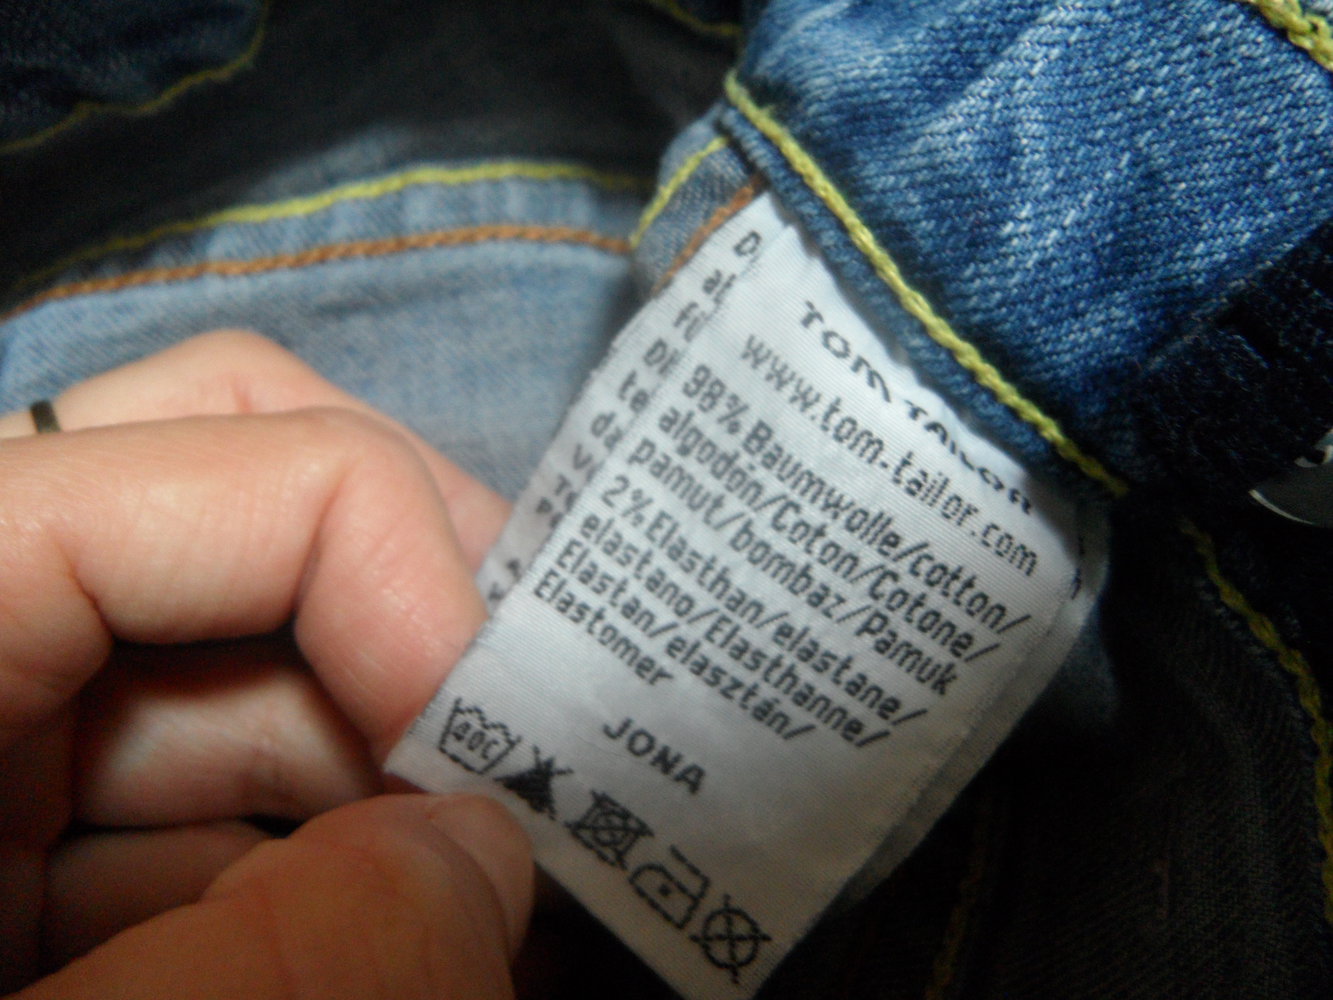 TOM TAILOR
www.tom-tailor.com
98% Baumwolle/cotton/
algodón/Coton/Cotone/
pamut/bombaz/Pamuk
2% Elasthan/elastane/
elastano/Elasthanne/
Elastan/elasztán/
Elastomer
JONA
40C